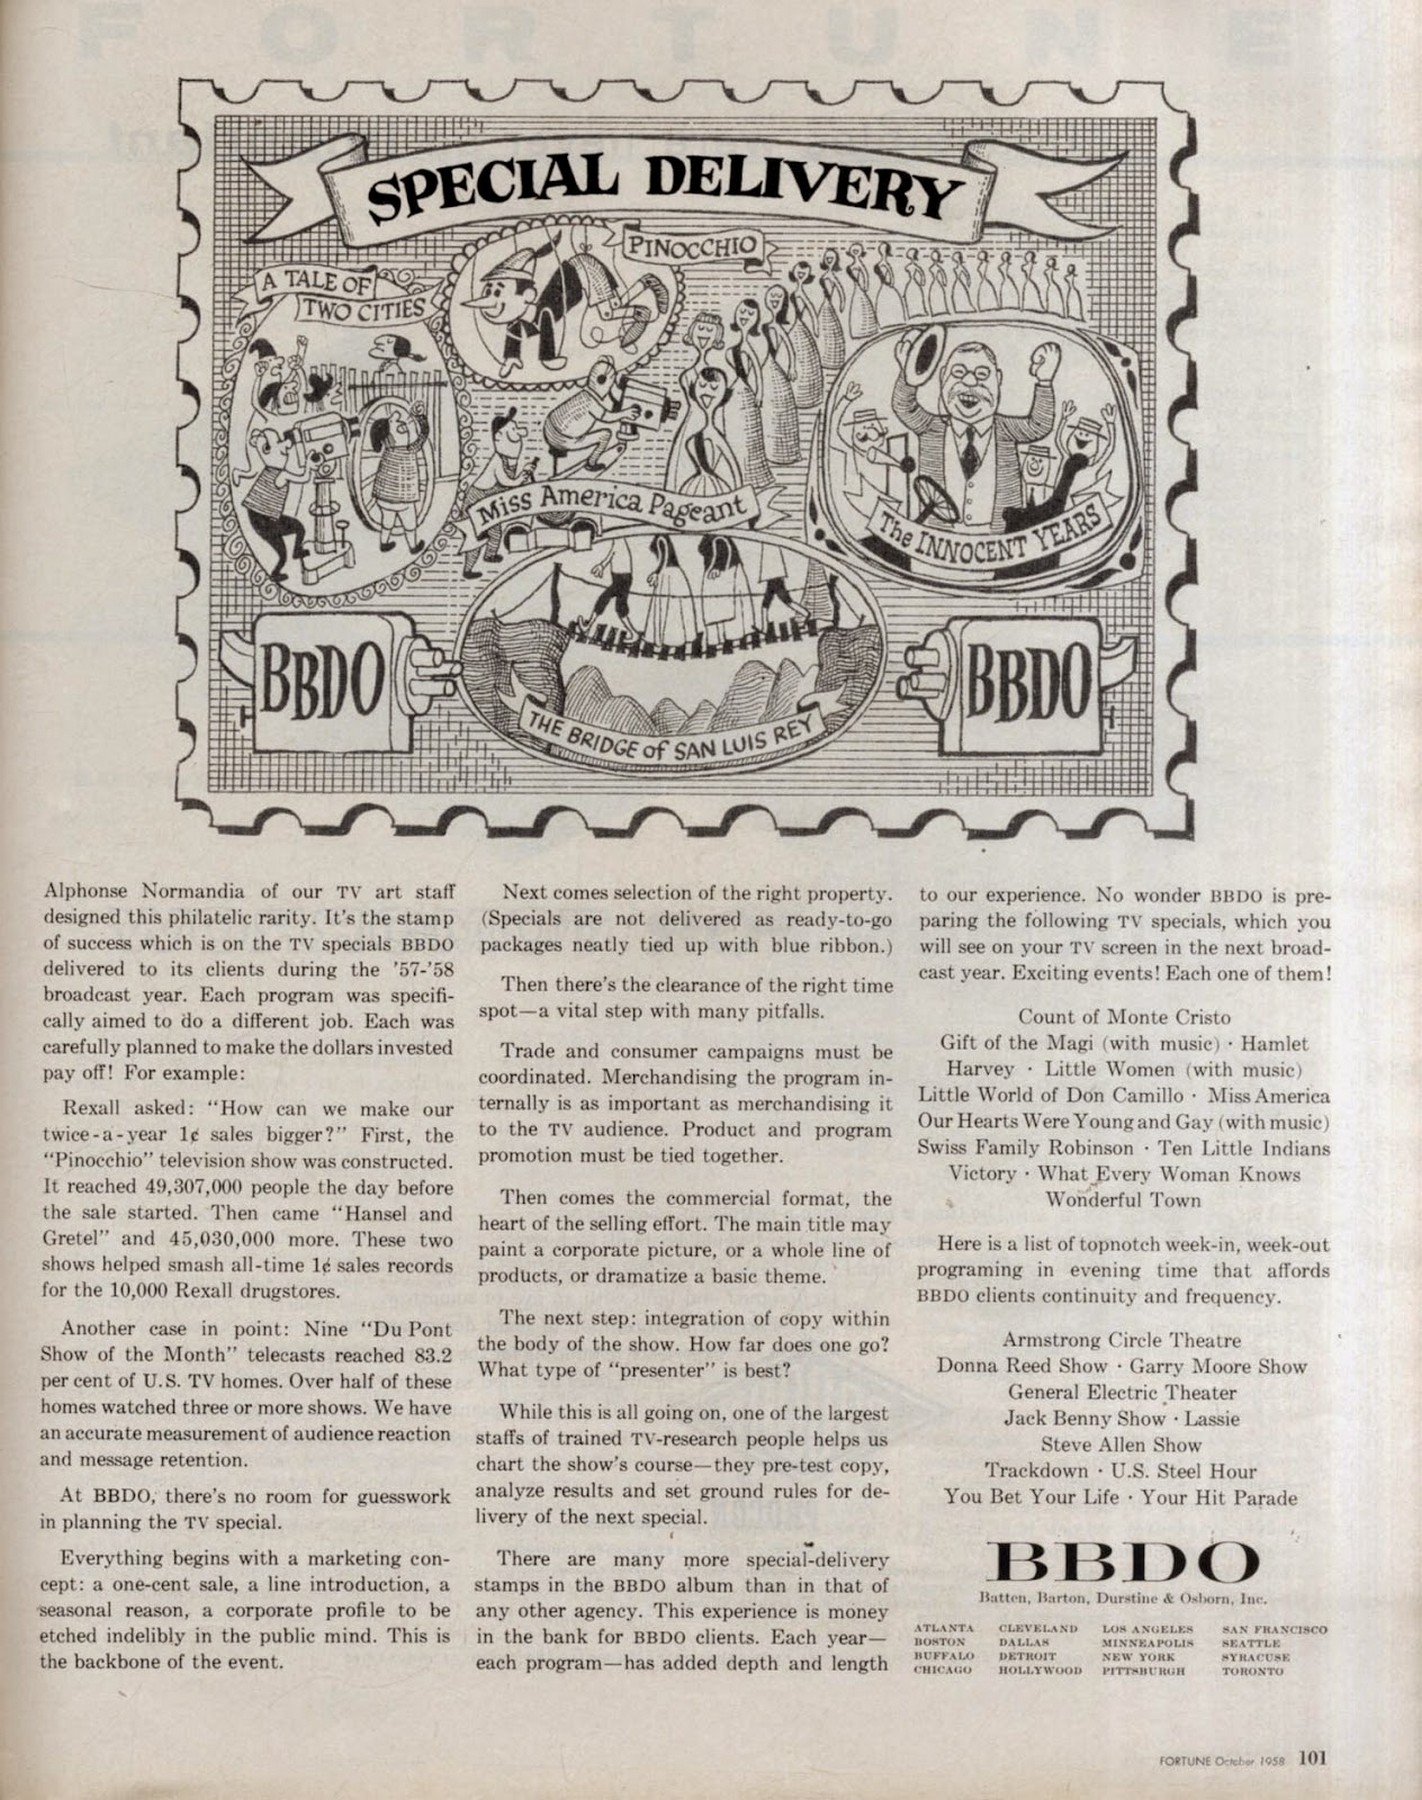 SPECIAL DELIVERY
PINOCCHIO
A TALE OF
TWO CITIES
Miss America Pageant
The INNOCENT YEARS
BBDO
BBDO
THE BRIDGE of SAN LUIS REY
Alphonse Normandia of our TV art staff
designed this philatelic rarity. It's the stamp
of success which is on the TV specials BBDO
delivered to its clients during the '57-'58
broadcast year. Each program was specifi-
cally aimed to do a different job. Each was
carefully planned to make the dollars invested
pay off! For example:
Rexall asked: "How can we make our
twice-a-year 1¢ sales bigger?" First, the
"Pinocchio" television show was constructed.
It reached 49,307,000 people the day before
the sale started. Then came "Hansel and
Gretel" and 45,030,000 more. These two
shows helped smash all-time 1¢ sales records
for the 10,000 Rexall drugstores.
Another case in point: Nine "Du Pont
Show of the Month" telecasts reached 83.2
per cent of U.S. TV homes. Over half of these
homes watched three or more shows. We have
an accurate measurement of audience reaction
and message retention.
At BBDO, there's no room for guesswork
in planning the TV special.
Everything begins with a marketing con-
cept: a one-cent sale, a line introduction, a
seasonal reason, a corporate profile to be
etched indelibly in the public mind. This is
the backbone of the event.
Next comes selection of the right property.
(Specials are not delivered as ready-to-go
packages neatly tied up with blue ribbon.)
Then there's the clearance of the right time
spot—a vital step with many pitfalls.
Trade and consumer campaigns must be
coordinated. Merchandising the program in-
ternally is as important as merchandising it
to the TV audience. Product and program
promotion must be tied together.
Then comes the commercial format, the
heart of the selling effort. The main title may
paint a corporate picture, or a whole line of
products, or dramatize a basic theme.
The next step: integration of copy within
the body of the show. How far does one go?
What type of "presenter" is best?
While this is all going on, one of the largest
staffs of trained TV-research people helps us
chart the show's course—they pre-test copy,
analyze results and set ground rules for de-
livery of the next special.
There are many more special-delivery
stamps in the BBDO album than in that of
any other agency. This experience is money
in the bank for BBDO clients. Each year—
each program—has added depth and length
to our experience. No wonder BBDO is pre-
paring the following TV specials, which you
will see on your TV screen in the next broad-
cast year. Exciting events! Each one of them!
Count of Monte Cristo
Gift of the Magi (with music) · Hamlet
Harvey · Little Women (with music)
Little World of Don Camillo · Miss America
Our Hearts Were Young and Gay (with music)
Swiss Family Robinson · Ten Little Indians
Victory · What Every Woman Knows
Wonderful Town
Here is a list of topnotch week-in, week-out
programing in evening time that affords
BBDO clients continuity and frequency.
Armstrong Circle Theatre
Donna Reed Show · Garry Moore Show
General Electric Theater
Jack Benny Show · Lassie
Steve Allen Show
Trackdown · U.S. Steel Hour
You Bet Your Life · Your Hit Parade
BBDO
Batten, Barton, Durstine & Osborn, Inc.
ATLANTA CLEVELAND LOS ANGELES SAN FRANCISCO
BOSTON DALLAS MINNEAPOLIS SEATTLE
BUFFALO DETROIT NEW YORK SYRACUSE
CHICAGO HOLLYWOOD PITTSBURGH TORONTO
FORTUNE October 1958 101